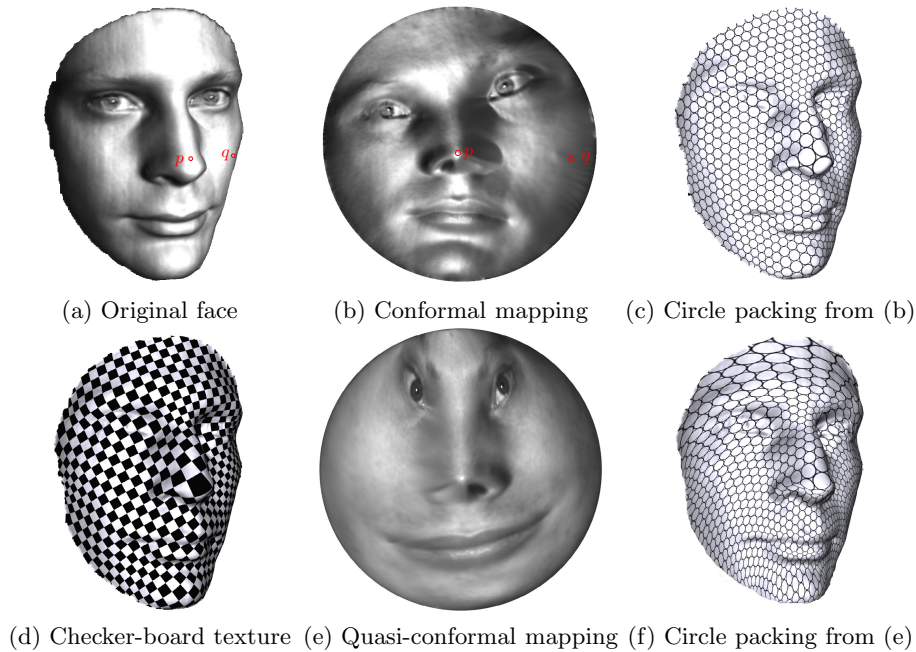 p q
p q
(a) Original face (b) Conformal mapping (c) Circle packing from (b)
(d) Checker-board texture (e) Quasi-conformal mapping (f) Circle packing from (e)